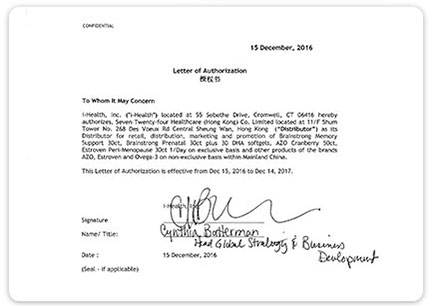 CONFIDENTIAL
15 December, 2016
Letter of Authorization
授权书
To Whom It May Concern
I-Health, Inc. ("I-Health") located at 55 Sebethe Drive, Cromwell, CT 06416 hereby
authorizes, Seven Twenty-four Healthcare (Hong Kong) Co. Limited located at 11/F Shum
Tower No. 268 Des Voeux Rd Central Sheung Wan, Hong Kong ("Distributor") as its
Distributor for retail, distribution, marketing and promotion of Brainstrong Memory
Support 30ct, Brainstrong Prenatal 30ct plus 30 DHA softgels, AZO Cranberry 50ct,
Estroven Peri-Menopause 30ct 1/Day on exclusive basis and other products of the brands
AZO, Estroven and Ovega-3 on non-exclusive basis within Mainland China.
This Letter of Authorization is effective from Dec 15, 2016 to Dec 14, 2017.
I-Health,
Signature
Name/ Title: Cynthia Batterman
Head Global Strategy & Business
Development
Date : 15 December, 2016
(Seal - if applicable)